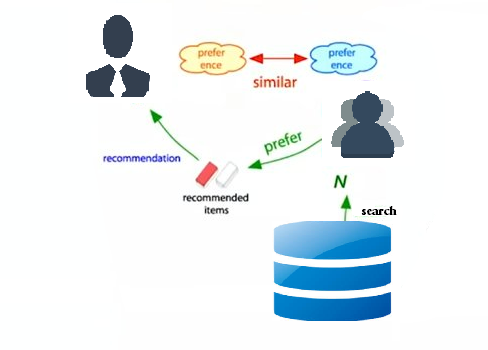 prefer
ence
prefer
ence
similar
prefer
recommendation
recommended
items
N
search